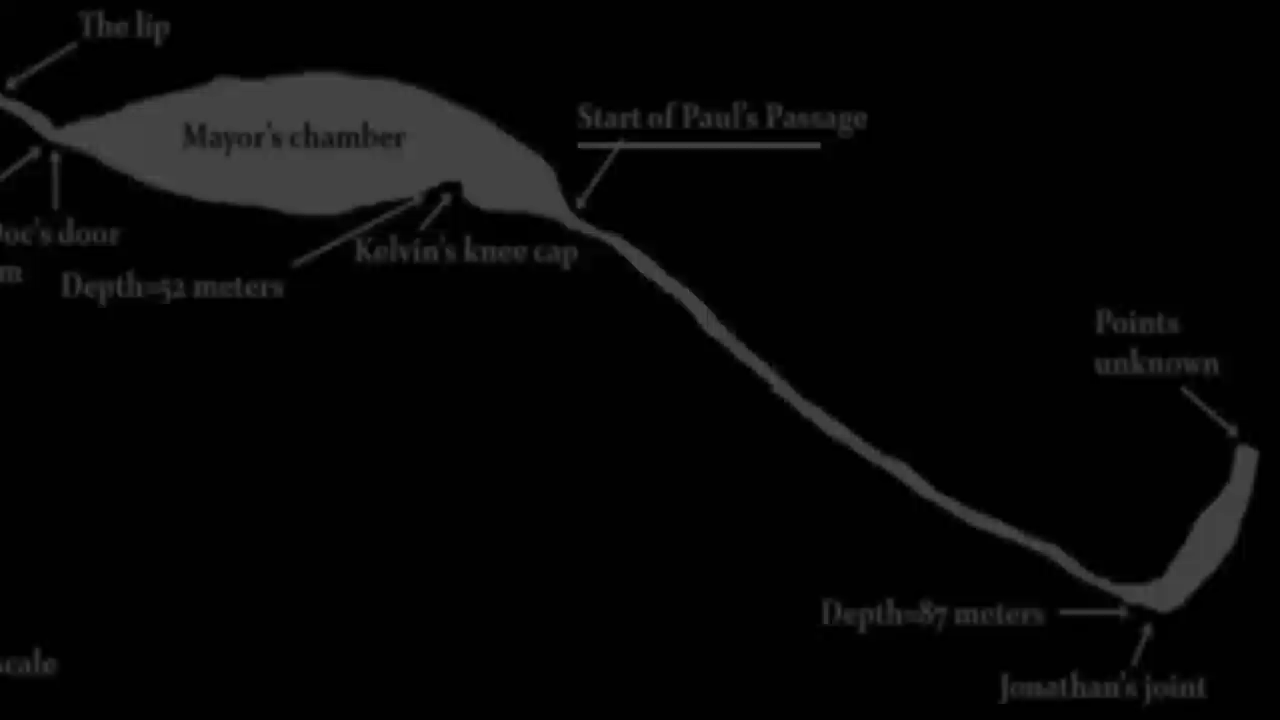 The lip
Mayor's chamber
Start of Paul's Passage
Doc's door
m
Kelvin's knee cap
Depth=52 meters
Points
unknown
Depth=87 meters
scale
Jonathan's joint